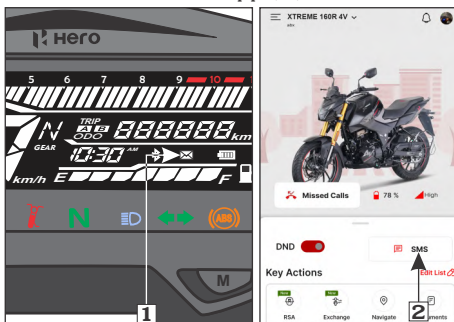 Hero
5 6 7 8 9 10
N
GEAR
TRIP
A B
ODO
888888 km
10:30 AM
km/h
E F
N
(ABS)
M
1
XTREME 160R 4V
Missed Calls
78 %
High
DND
SMS
Key Actions
Edit List
New
New
RSA
Exchange
Navigate
2